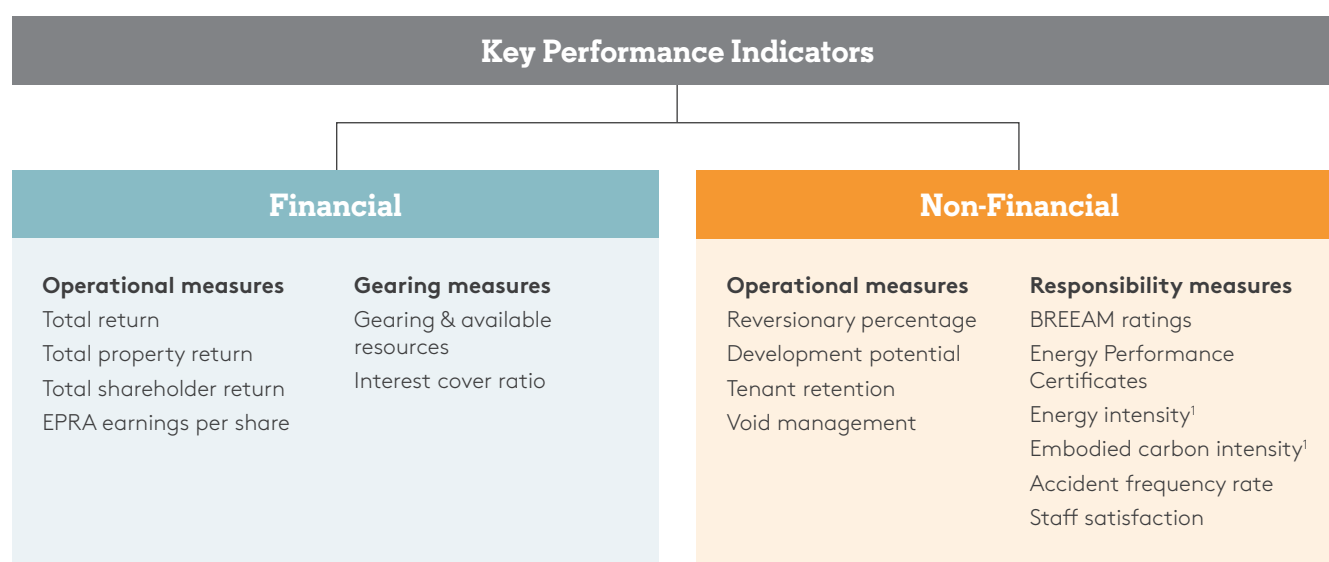 Key Performance Indicators
Financial
Operational measures
Total return
Total property return
Total shareholder return
EPRA earnings per share
Gearing measures
Gearing & available
resources
Interest cover ratio
Non-Financial
Operational measures
Reversionary percentage
Development potential
Tenant retention
Void management
Responsibility measures
BREEAM ratings
Energy Performance
Certificates
Energy intensity¹
Embodied carbon intensity¹
Accident frequency rate
Staff satisfaction